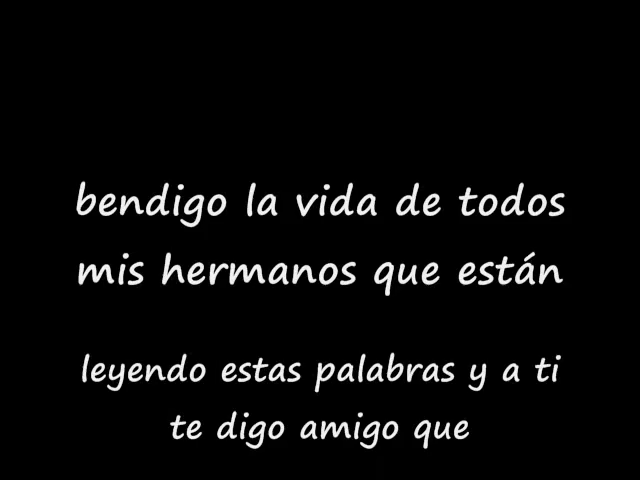 bendigo la vida de todos
mis hermanos que están
leyendo estas palabras y a ti
te digo amigo que